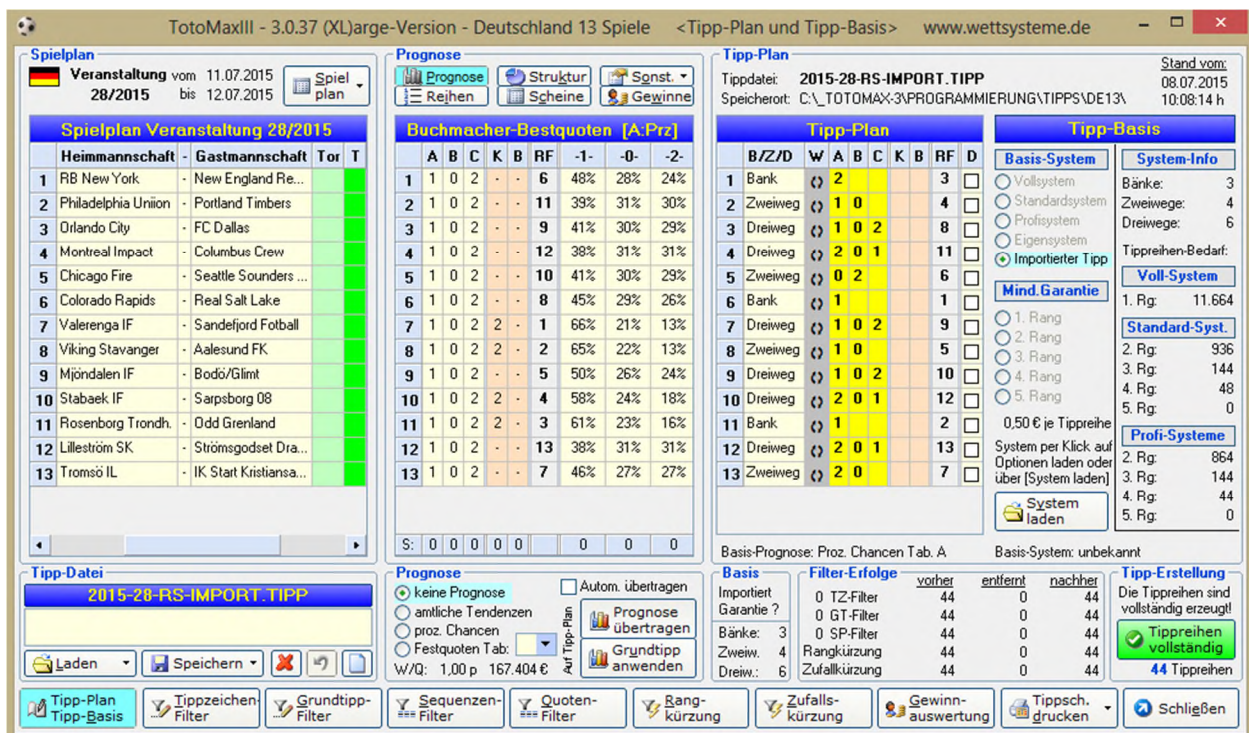 TotoMaxIII - 3.0.37 (XL)arge-Version - Deutschland 13 Spiele <Tipp-Plan und Tipp-Basis> www.wettsysteme.de
Spielplan
Veranstaltung vom 11.07.2015
28/2015 bis 12.07.2015
Spiel plan
Spielplan Veranstaltung 28/2015
Heimmannschaft - Gastmannschaft Tor T
1 RB New York - New England Re...
2 Philadelphia Uniion - Portland Timbers
3 Orlando City - FC Dallas
4 Montreal Impact - Columbus Crew
5 Chicago Fire - Seattle Sounders ...
6 Colorado Rapids - Real Salt Lake
7 Valerenga IF - Sandefjord Fotball
8 Viking Stavanger - Aalesund FK
9 Mjöndalen IF - Bodö/Glimt
10 Stabaek IF - Sarpsborg 08
11 Rosenborg Trondh. - Odd Grenland
12 Lilleström SK - Strömsgodset Dra...
13 Tromsö IL - IK Start Kristiansa...
Prognose
Prognose Struktur Sonst.
Reihen Scheine Gewinne
Buchmacher-Bestquoten [A:Prz]
A B C K B RF -1- -0- -2-
1 1 0 2 - - 6 48% 28% 24%
2 1 0 2 - - 11 39% 31% 30%
3 1 0 2 - - 9 41% 30% 29%
4 1 0 2 - - 12 38% 31% 31%
5 1 0 2 - - 10 41% 30% 29%
6 1 0 2 - - 8 45% 29% 26%
7 1 0 2 2 - 1 66% 21% 13%
8 1 0 2 2 - 2 65% 22% 13%
9 1 0 2 - - 5 50% 26% 24%
10 1 0 2 2 - 4 58% 24% 18%
11 1 0 2 2 - 3 61% 23% 16%
12 1 0 2 - - 13 38% 31% 31%
13 1 0 2 - - 7 46% 27% 27%
S: 0 0 0 0 0 0 0 0
Tipp-Plan
Tippdatei: 2015-28-RS-IMPORT.TIPP
Speicherort: C:\_TOTOMAX-3\PROGRAMMIERUNG\TIPPS\DE13\
Stand vom:
08.07.2015
10:08:14 h
Tipp-Plan
B/Z/D W A B C K B RF D
1 Bank 2 3
2 Zweiweg 1 0 4
3 Dreiweg 1 0 2 8
4 Dreiweg 2 0 1 11
5 Zweiweg 0 2 6
6 Bank 1 1
7 Dreiweg 1 0 2 9
8 Zweiweg 1 0 5
9 Dreiweg 1 0 2 10
10 Dreiweg 2 0 1 12
11 Bank 1 2
12 Dreiweg 2 0 1 13
13 Zweiweg 2 0 7
Basis-Prognose: Proz. Chancen Tab. A
Tipp-Basis
Basis-System
Vollsystem
Standardsystem
Profisystem
Eigensystem
Importierter Tipp
Mind.Garantie
1. Rang
2. Rang
3. Rang
4. Rang
5. Rang
0,50 € je Tippreihe
System per Klick auf
Optionen laden oder
über [System laden]
System laden
Basis-System: unbekannt
System-Info
Bänke: 3
Zweiwege: 4
Dreiwege: 6
Tippreihen-Bedarf:
Voll-System
1. Rg: 11.664
Standard-Syst.
2. Rg: 936
3. Rg: 144
4. Rg: 48
5. Rg: 0
Profi-Systeme
2. Rg: 864
3. Rg: 144
4. Rg: 44
5. Rg: 0
Tipp-Datei
2015-28-RS-IMPORT.TIPP
Laden Speichern
Prognose
keine Prognose
amtliche Tendenzen
proz. Chancen
Festquoten Tab:
W/Q: 1,00 p 167.404 €
Autom. übertragen
Auf Tipp-Plan
Prognose übertragen
Grundtipp anwenden
Basis
Importiert
Garantie ?
Bänke: 3
Zweiw. 4
Dreiw.: 6
Filter-Erfolge vorher entfernt nachher
0 TZ-Filter 44 0 44
0 GT-Filter 44 0 44
0 SP-Filter 44 0 44
Rangkürzung 44 0 44
Zufallkürzung 44 0 44
Tipp-Erstellung
Die Tippreihen sind
vollständig erzeugt!
Tippreihen vollständig
44 Tippreihen
Tipp-Plan Tipp-Basis
Tippzeichen Filter
Grundtipp- Filter
Sequenzen- Filter
Quoten- Filter
Rang- kürzung
Zufalls- kürzung
Gewinn- auswertung
Tippsch. drucken
Schließen